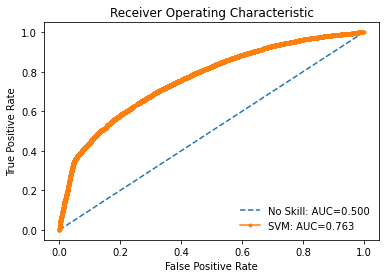 Receiver Operating Characteristic
True Positive Rate
1.0
0.8
0.6
0.4
0.2
0.0
No Skill: AUC=0.500
SVM: AUC=0.763
0.0 0.2 0.4 0.6 0.8 1.0
False Positive Rate